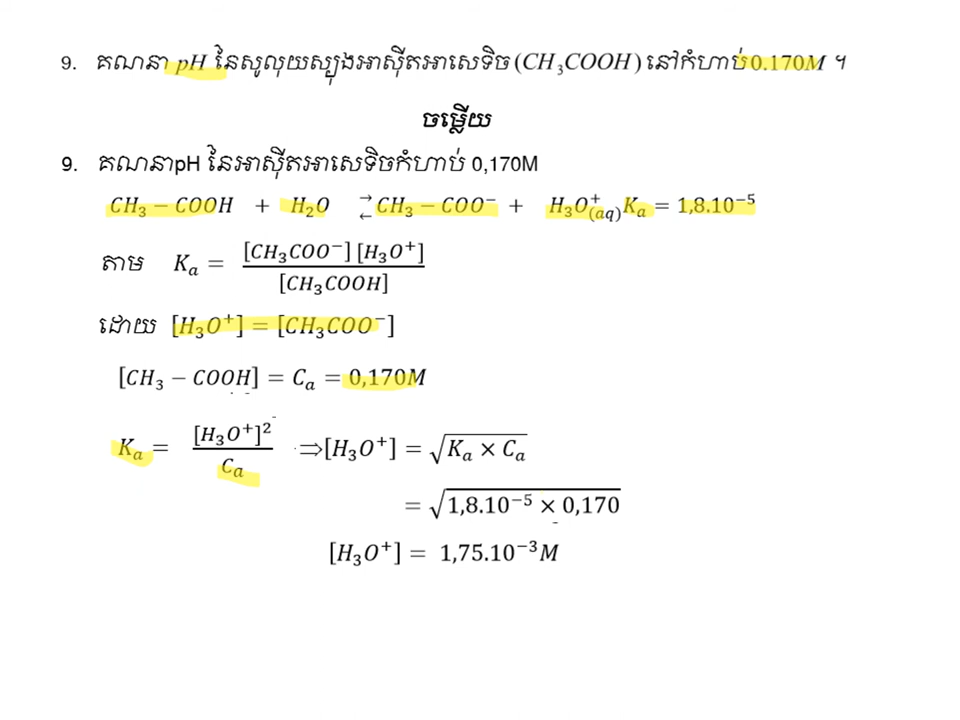 9. គណនា pH នៃសូលុយស្យុងអាស៊ីតអាសេទិច (CH₃COOH) នៅកំហាប់ 0.170M ។
ចម្លើយ
9. គណនាpH នៃអាស៊ីតអាសេទិចកំហាប់ 0,170M
CH₃ − COOH + H₂O ⇄ CH₃ − COO⁻ + H₃O⁺₍aq₎ Kₐ = 1,8.10⁻⁵
តាម Kₐ = [CH₃COO⁻] [H₃O⁺] / [CH₃COOH]
ដោយ [H₃O⁺] = [CH₃COO⁻]
[CH₃ − COOH] = Cₐ = 0,170M
Kₐ = [H₃O⁺]² / Cₐ ⇒ [H₃O⁺] = √(Kₐ × Cₐ)
= √(1,8.10⁻⁵ × 0,170)
[H₃O⁺] = 1,75.10⁻³M